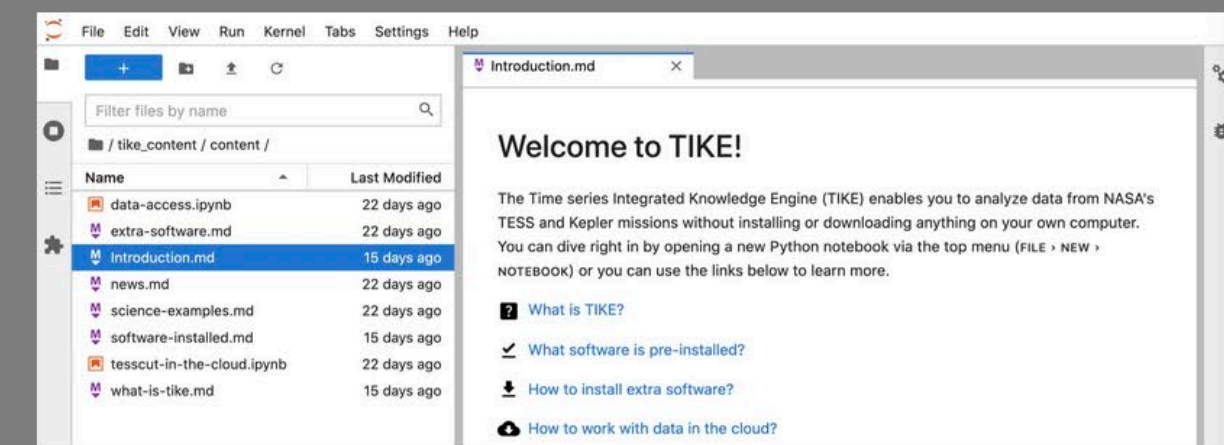 File Edit View Run Kernel Tabs Settings Help
+
Filter files by name
/ tike_content / content /
Name Last Modified
data-access.ipynb 22 days ago
extra-software.md 22 days ago
Introduction.md 15 days ago
news.md 22 days ago
science-examples.md 22 days ago
software-installed.md 15 days ago
tesscut-in-the-cloud.ipynb 22 days ago
what-is-tike.md 15 days ago
Introduction.md
Welcome to TIKE!
The Time series Integrated Knowledge Engine (TIKE) enables you to analyze data from NASA's
TESS and Kepler missions without installing or downloading anything on your own computer.
You can dive right in by opening a new Python notebook via the top menu (FILE › NEW ›
NOTEBOOK) or you can use the links below to learn more.
What is TIKE?
What software is pre-installed?
How to install extra software?
How to work with data in the cloud?